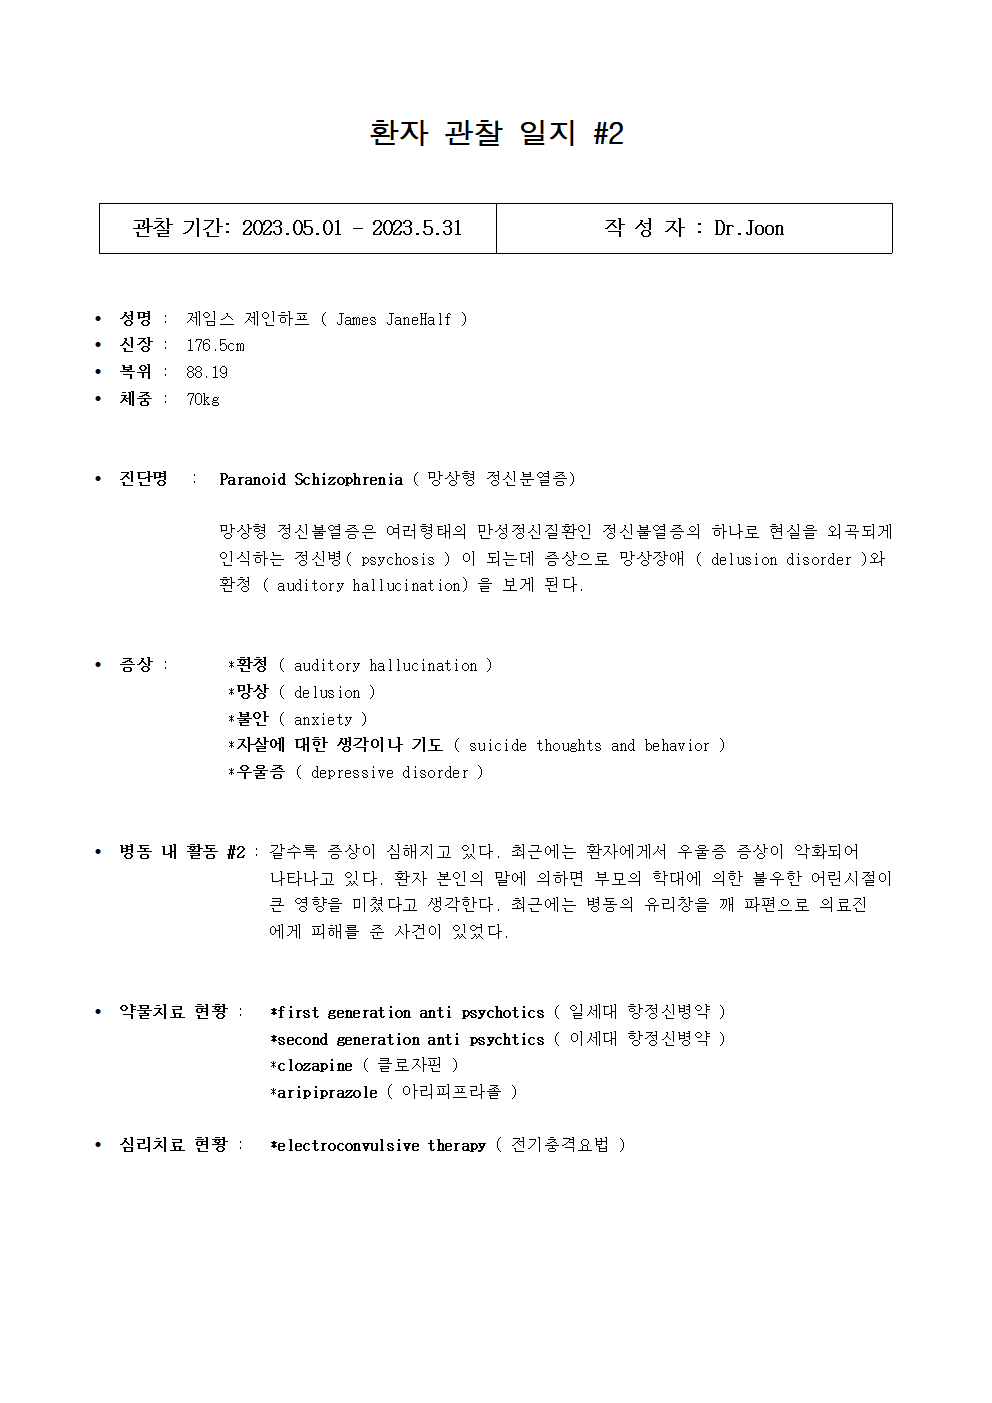 환자 관찰 일지 #2
관찰 기간: 2023.05.01 – 2023.5.31
작 성 자 : Dr.Joon
• 성명 : 제임스 제인하프 ( James JaneHalf )
• 신장 : 176.5cm
• 복위 : 88.19
• 체중 : 70kg
• 진단명 : Paranoid Schizophrenia ( 망상형 정신분열증)
망상형 정신불열증은 여러형태의 만성정신질환인 정신불열증의 하나로 현실을 외곡되게
인식하는 정신병( psychosis ) 이 되는데 증상으로 망상장애 ( delusion disorder )와
환청 ( auditory hallucination) 을 보게 된다.
• 증상 : *환청 ( auditory hallucination )
*망상 ( delusion )
*불안 ( anxiety )
*자살에 대한 생각이나 기도 ( suicide thoughts and behavior )
*우울증 ( depressive disorder )
• 병동 내 활동 #2 : 갈수록 증상이 심해지고 있다. 최근에는 환자에게서 우울증 증상이 악화되어
나타나고 있다. 환자 본인의 말에 의하면 부모의 학대에 의한 불우한 어린시절이
큰 영향을 미쳤다고 생각한다. 최근에는 병동의 유리창을 깨 파편으로 의료진
에게 피해를 준 사건이 있었다.
• 약물치료 현황 : *first generation anti psychotics ( 일세대 항정신병약 )
*second generation anti psychtics ( 이세대 항정신병약 )
*clozapine ( 클로자핀 )
*aripiprazole ( 아리피프라졸 )
• 심리치료 현황 : *electroconvulsive therapy ( 전기충격요법 )